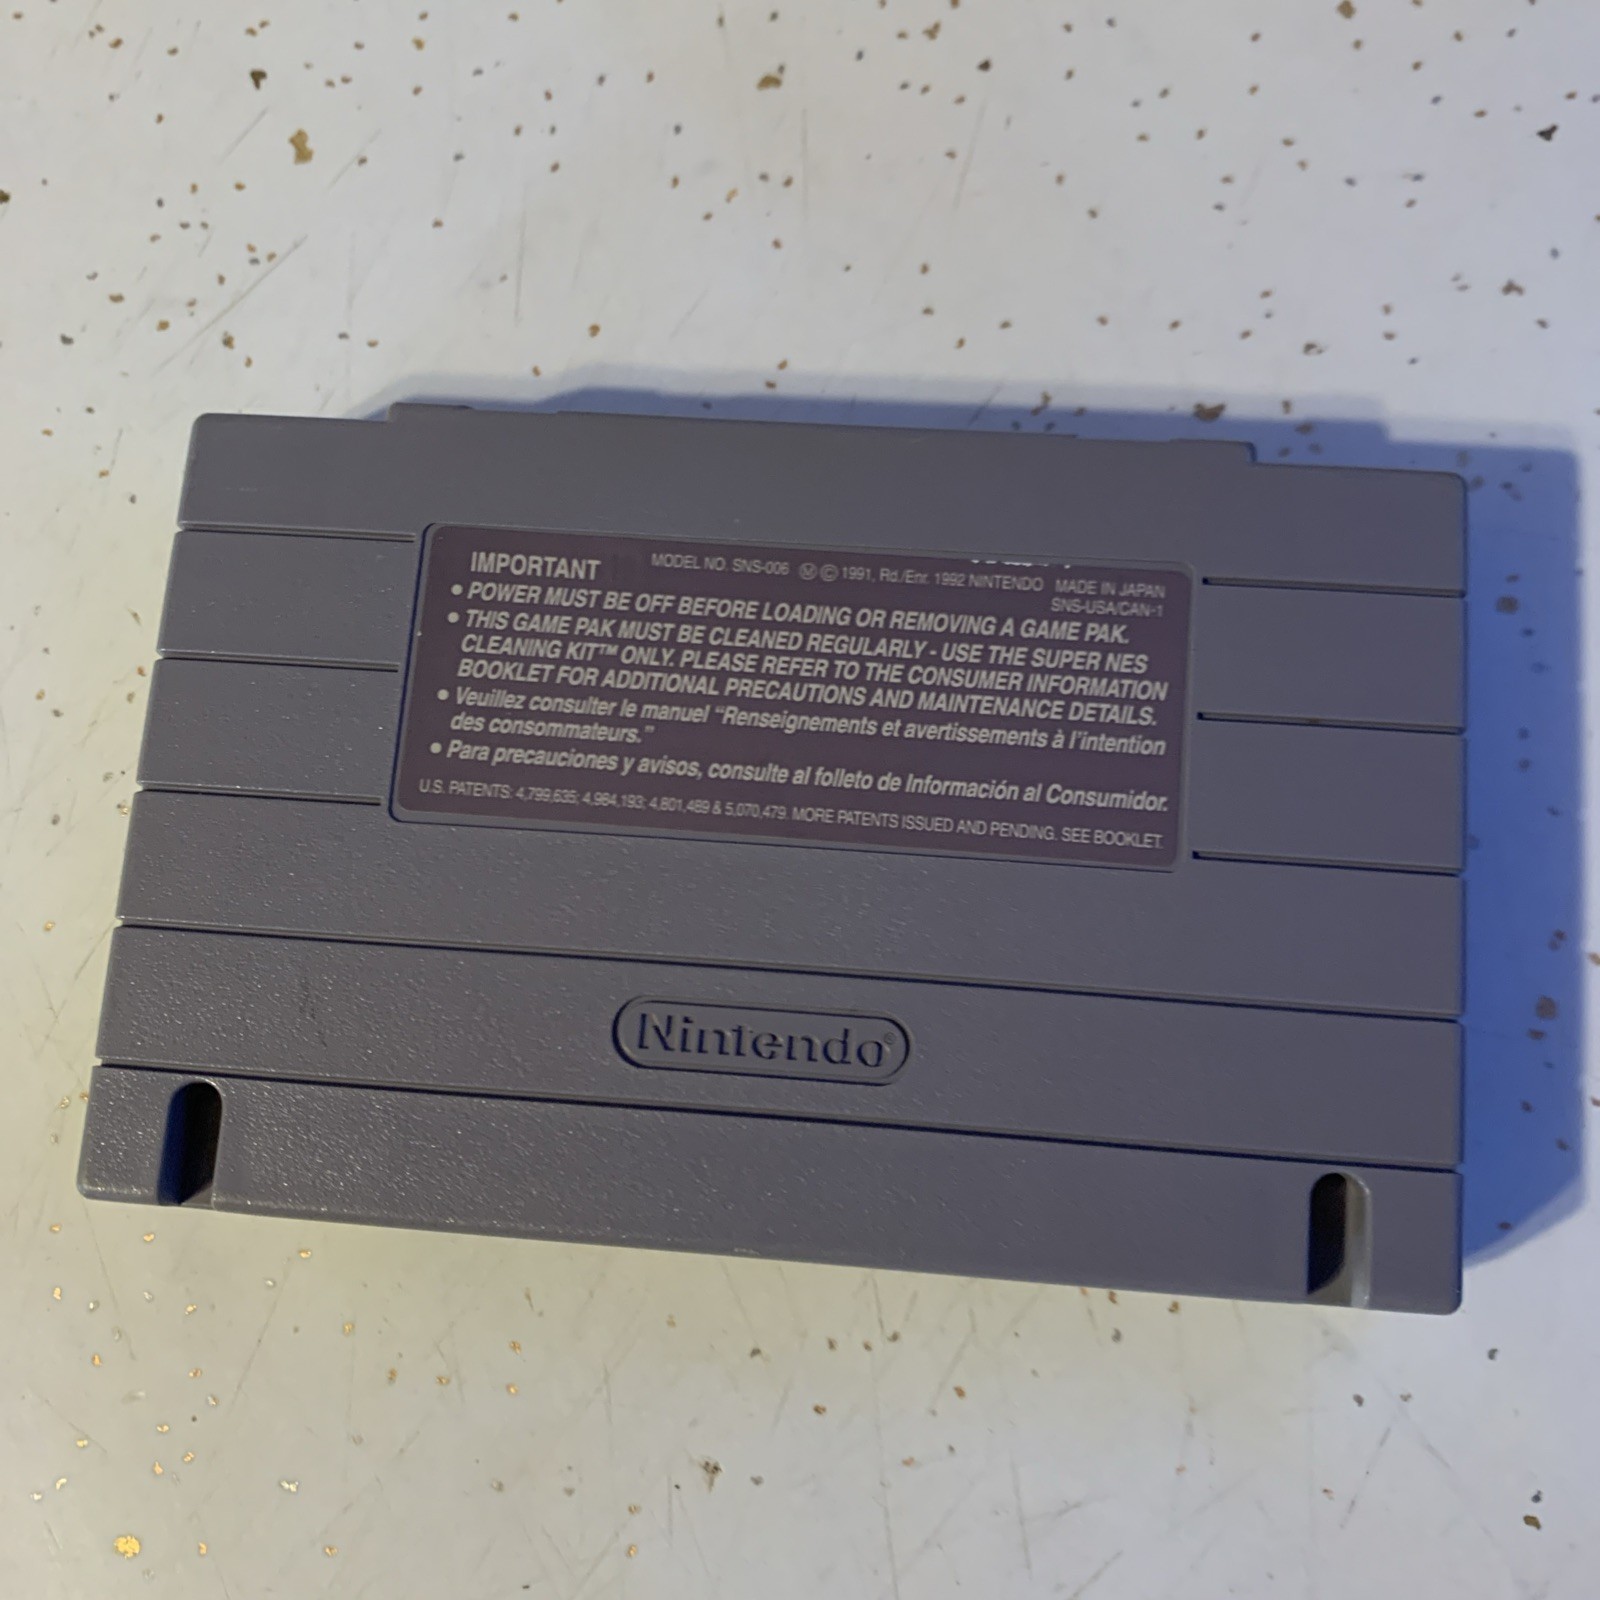 IMPORTANT MODEL NO. SNS-006 Ⓜ © 1991, Rd./Enr. 1992 NINTENDO MADE IN JAPAN
SNS-USA/CAN-1
• POWER MUST BE OFF BEFORE LOADING OR REMOVING A GAME PAK.
• THIS GAME PAK MUST BE CLEANED REGULARLY - USE THE SUPER NES
CLEANING KIT™ ONLY. PLEASE REFER TO THE CONSUMER INFORMATION
BOOKLET FOR ADDITIONAL PRECAUTIONS AND MAINTENANCE DETAILS.
• Veuillez consulter le manuel “Renseignements et avertissements à l'intention
des consommateurs.”
• Para precauciones y avisos, consulte al folleto de Información al Consumidor.
U.S. PATENTS: 4,799,635; 4,984,193; 4,801,489 & 5,070,479. MORE PATENTS ISSUED AND PENDING. SEE BOOKLET.
Nintendo®